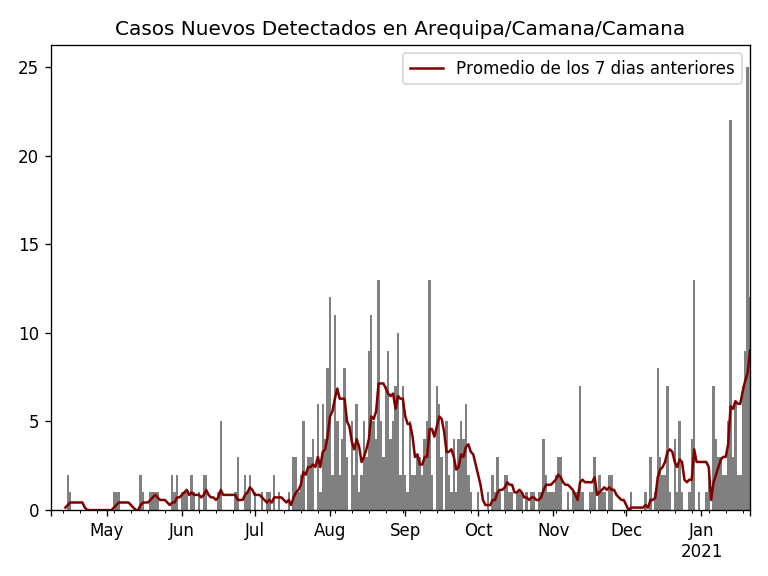 Casos Nuevos Detectados en Arequipa/Camana/Camana
Promedio de los 7 dias anteriores
25
20
15
10
5
0
May Jun Jul Aug Sep Oct Nov Dec Jan
2021